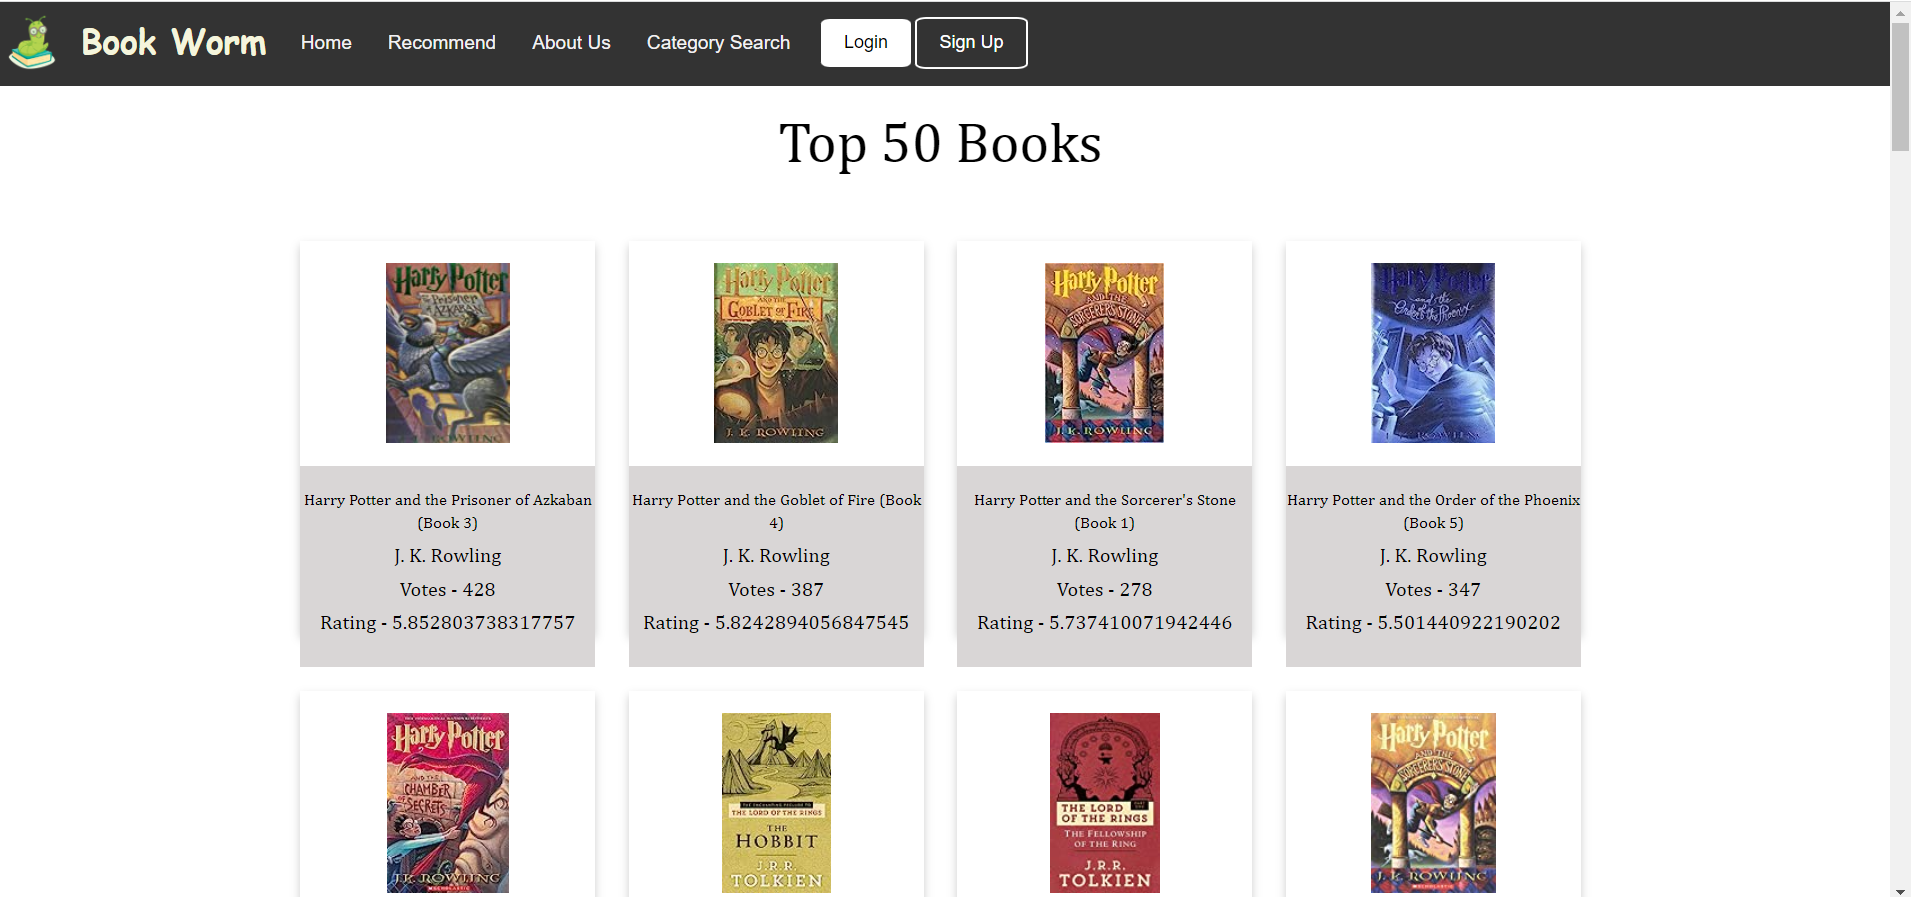 Book Worm
Home
Recommend
About Us
Category Search
Login
Sign Up
Top 50 Books
Harry Potter
Prisoner
AZKABAN
ROWLING
Harry Potter
AND THE
GOBLET OF FIRE
J. K. ROWLING
Harry Potter
AND THE
SORCERER'S STONE
J. K. ROWLING
Harry Potter
and the
Order of the Phoenix
Harry Potter and the Prisoner of Azkaban
(Book 3)
J. K. Rowling
Votes - 428
Rating - 5.852803738317757
Harry Potter and the Goblet of Fire (Book
4)
J. K. Rowling
Votes - 387
Rating - 5.8242894056847545
Harry Potter and the Sorcerer's Stone
(Book 1)
J. K. Rowling
Votes - 278
Rating - 5.737410071942446
Harry Potter and the Order of the Phoenix
(Book 5)
J. K. Rowling
Votes - 347
Rating - 5.501440922190202
Harry Potter
AND THE
CHAMBER
OF SECRETS
J. K. ROWLING
SCHOLASTIC
THE ENCHANTING PRELUDE TO
THE LORD OF THE RINGS
THE
HOBBIT
J.R.R.
TOLKIEN
THE LORD
OF THE RINGS
PART ONE
THE FELLOWSHIP
OF THE RING
J.R.R.
TOLKIEN
Harry Potter
AND THE
SORCERER'S STONE
J. K. ROWLING
SCHOLASTIC